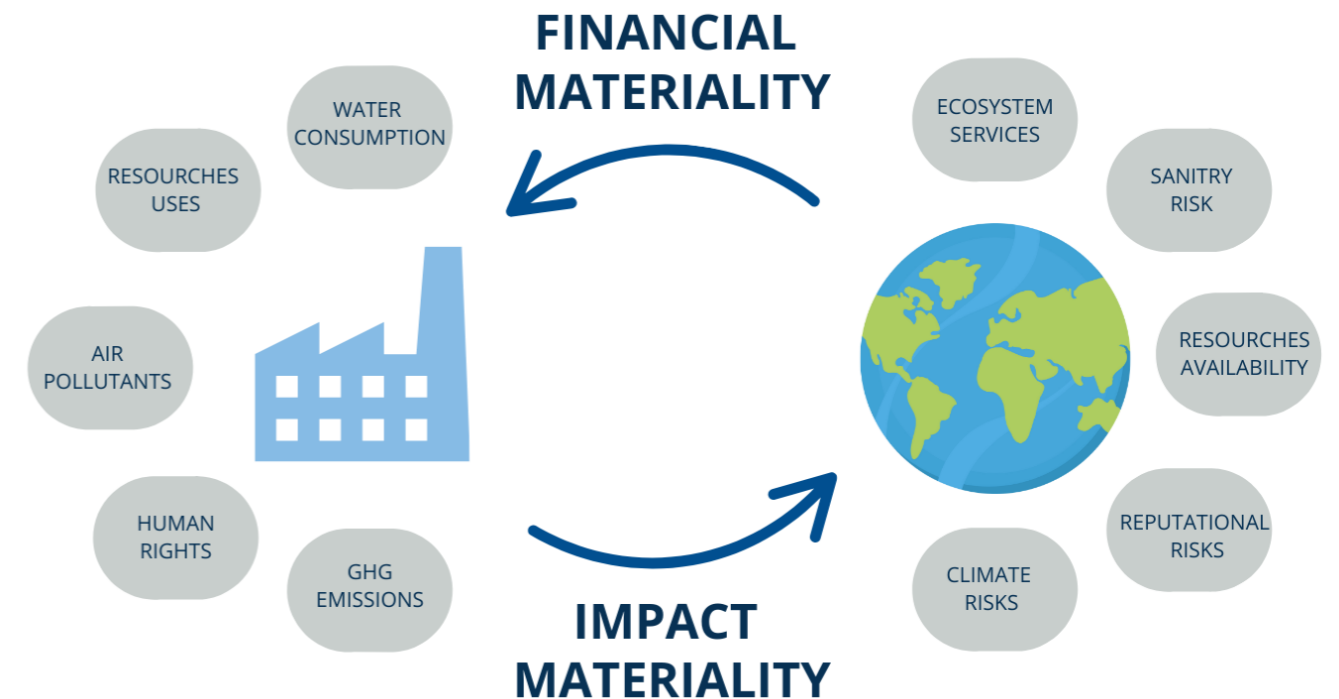 FINANCIAL
MATERIALITY
WATER
CONSUMPTION
RESOURCHES
USES
AIR
POLLUTANTS
HUMAN
RIGHTS
GHG
EMISSIONS
ECOSYSTEM
SERVICES
SANITRY
RISK
RESOURCHES
AVAILABILITY
REPUTATIONAL
RISKS
CLIMATE
RISKS
IMPACT
MATERIALITY